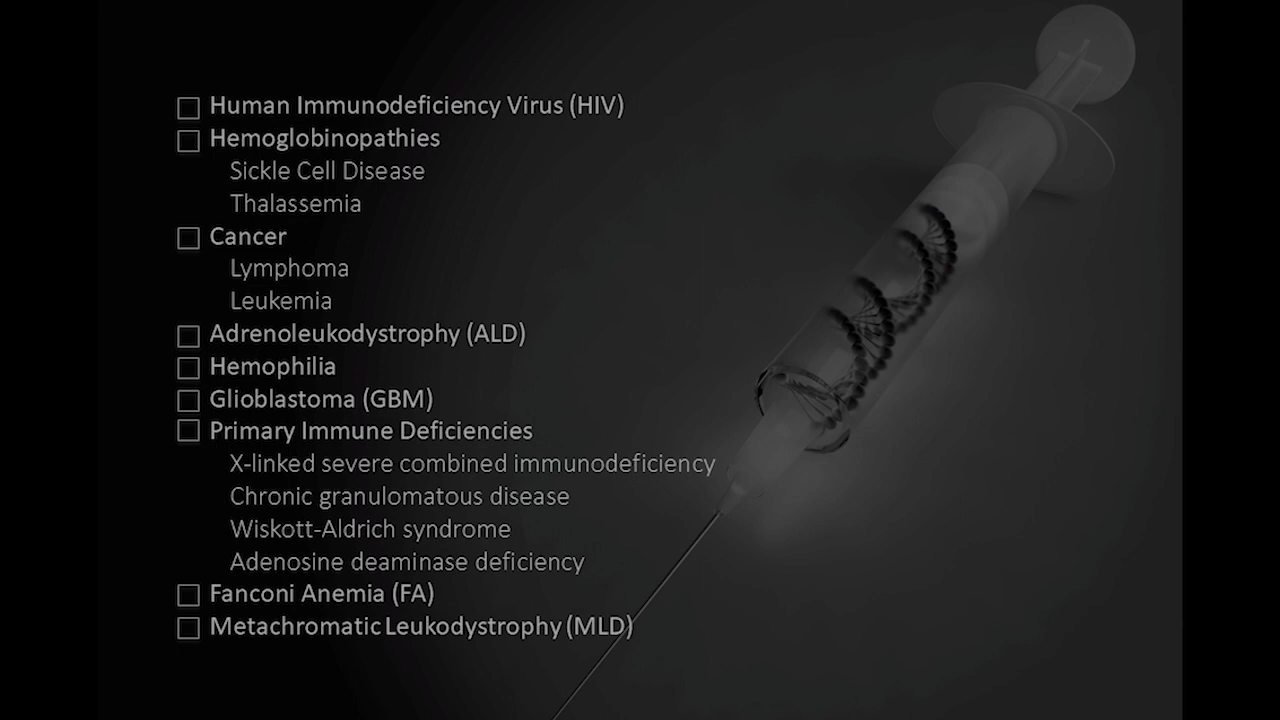 Human Immunodeficiency Virus (HIV)
Hemoglobinopathies
Sickle Cell Disease
Thalassemia
Cancer
Lymphoma
Leukemia
Adrenoleukodystrophy (ALD)
Hemophilia
Glioblastoma (GBM)
Primary Immune Deficiencies
X-linked severe combined immunodeficiency
Chronic granulomatous disease
Wiskott-Aldrich syndrome
Adenosine deaminase deficiency
Fanconi Anemia (FA)
Metachromatic Leukodystrophy (MLD)